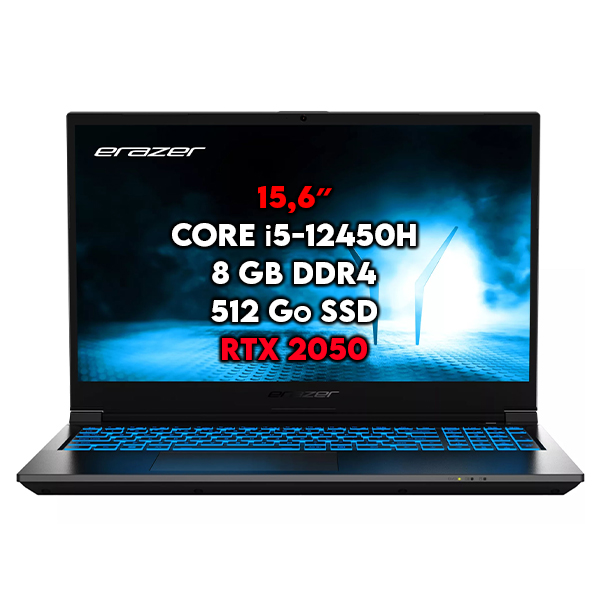 erazer
15,6"
CORE i5-12450H
8 GB DDR4
512 Go SSD
RTX 2050
erazer